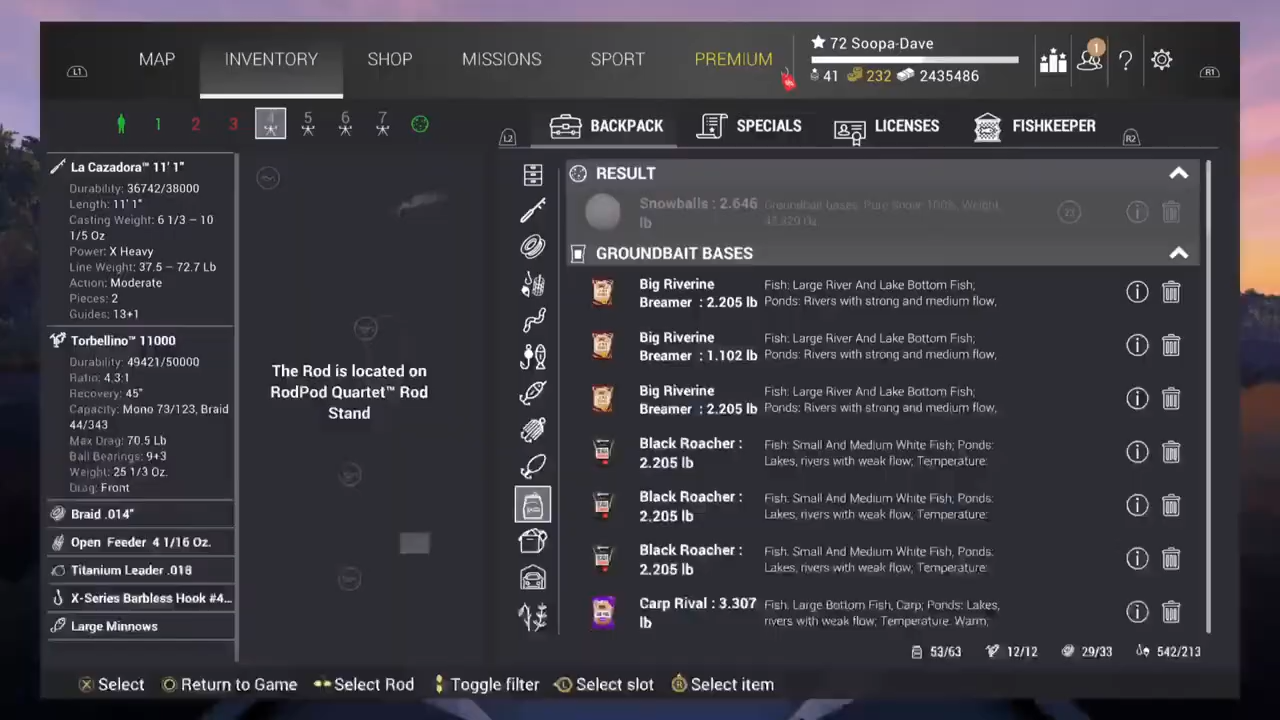 MAP
INVENTORY
SHOP
MISSIONS
SPORT
PREMIUM
72 Soopa-Dave
41 232 2435486
1
?
L1
R1
1 2 3 4 5 6 7
L2
BACKPACK
SPECIALS
LICENSES
FISHKEEPER
R2
La Cazadora™ 11' 1"
Durability: 36742/38000
Length: 11' 1"
Casting Weight: 6 1/3 – 10
1/5 Oz
Power: X Heavy
Line Weight: 37.5 – 72.7 Lb
Action: Moderate
Pieces: 2
Guides: 13+1
Torbellino™ 11000
Durability: 49421/50000
Ratio: 4.3:1
Recovery: 45"
Capacity: Mono 73/123, Braid
44/343
Max Drag: 70.5 Lb
Ball Bearings: 9+3
Weight: 25 1/3 Oz.
Drag: Front
Braid .014"
Open Feeder 4 1/16 Oz.
Titanium Leader .018
X-Series Barbless Hook #4...
Large Minnows
The Rod is located on
RodPod Quartet™ Rod
Stand
RESULT
Snowballs : 2.646
lb
Groundbait bases: Pure Snow 100%, Weight:
GROUNDBAIT BASES
Big Riverine
Breamer : 2.205 lb
Fish: Large River And Lake Bottom Fish;
Ponds: Rivers with strong and medium flow,
Big Riverine
Breamer : 1.102 lb
Fish: Large River And Lake Bottom Fish;
Ponds: Rivers with strong and medium flow,
Big Riverine
Breamer : 2.205 lb
Fish: Large River And Lake Bottom Fish;
Ponds: Rivers with strong and medium flow,
Black Roacher :
2.205 lb
Fish: Small And Medium White Fish; Ponds:
Lakes, rivers with weak flow; Temperature:
Black Roacher :
2.205 lb
Fish: Small And Medium White Fish; Ponds:
Lakes, rivers with weak flow; Temperature:
Black Roacher :
2.205 lb
Fish: Small And Medium White Fish; Ponds:
Lakes, rivers with weak flow; Temperature:
Carp Rival : 3.307
lb
Fish: Large Bottom Fish, Carp; Ponds: Lakes,
rivers with weak flow; Temperature: Warm;
53/63
12/12
29/33
542/213
Select
Return to Game
Select Rod
Toggle filter
Select slot
Select item